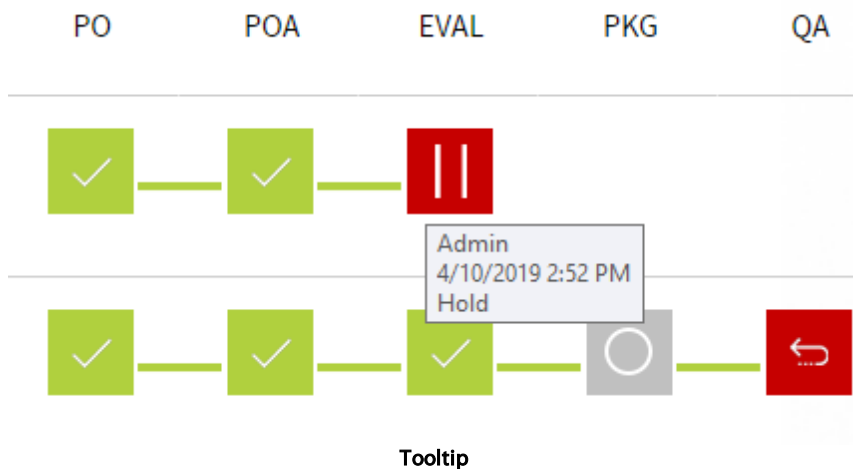 PO POA EVAL PKG QA
Admin
4/10/2019 2:52 PM
Hold
Tooltip